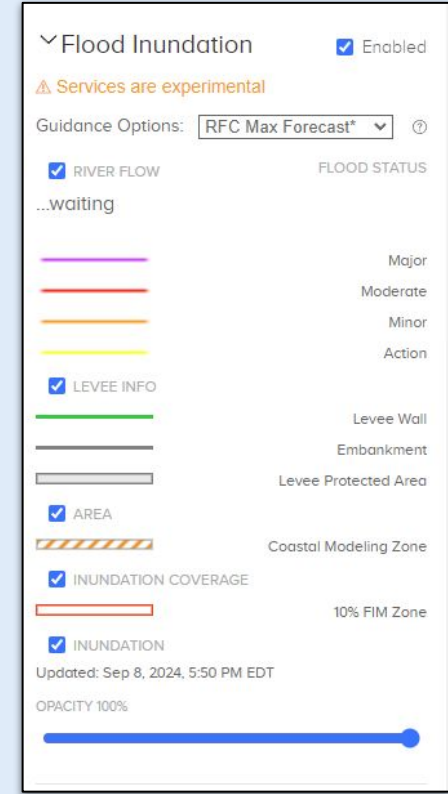 Flood Inundation Enabled
⚠ Services are experimental
Guidance Options: RFC Max Forecast* ?
RIVER FLOW FLOOD STATUS
...waiting
Major
Moderate
Minor
Action
LEVEE INFO
Levee Wall
Embankment
Levee Protected Area
AREA
Coastal Modeling Zone
INUNDATION COVERAGE
10% FIM Zone
INUNDATION
Updated: Sep 8, 2024, 5:50 PM EDT
OPACITY 100%